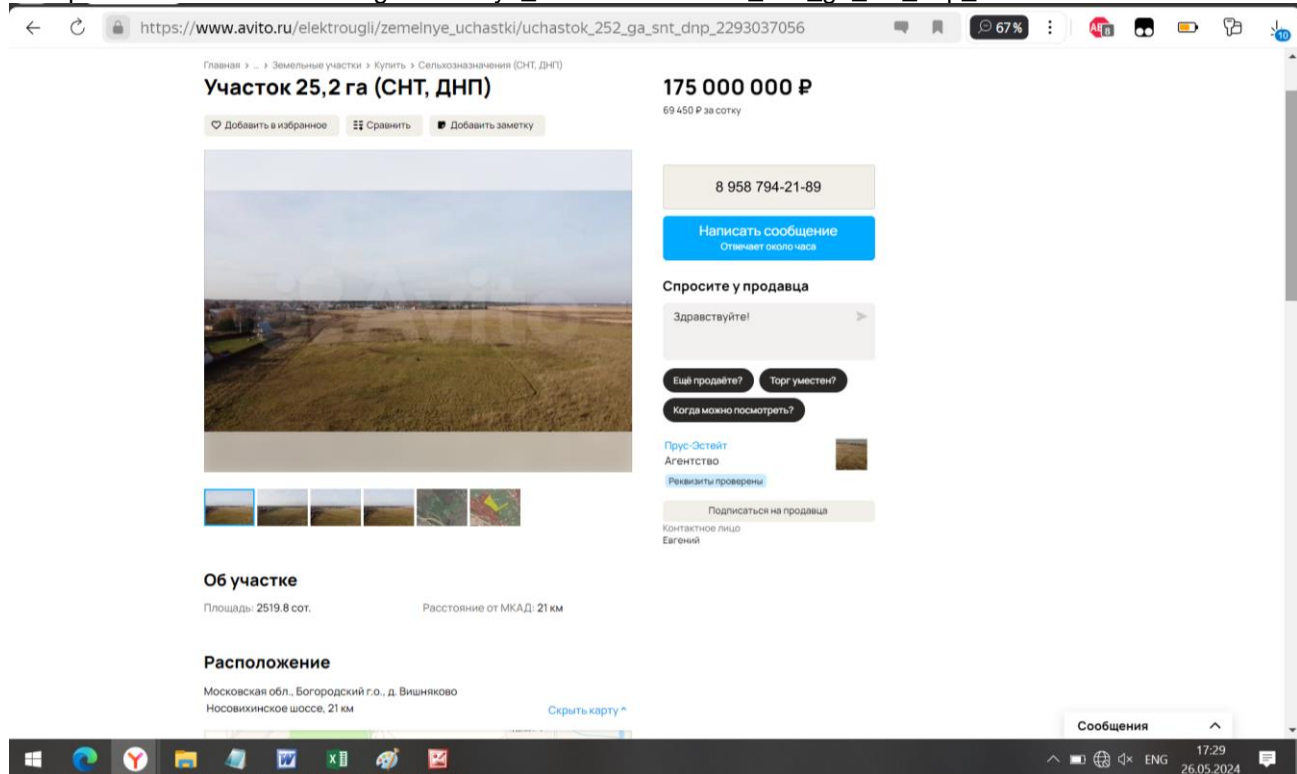 https://www.avito.ru/elektrougli/zemelnye_uchastki/uchastok_252_ga_snt_dnp_2293037056
67%
Главная > ... > Земельные участки > Купить > Сельхозназначения (СНТ, ДНП)
Участок 25,2 га (СНТ, ДНП)
175 000 000 ₽
69 450 ₽ за сотку
Добавить в избранное
Сравнить
Добавить заметку
8 958 794-21-89
Написать сообщение
Отвечает около часа
Спросите у продавца
Здравствуйте!
Avito
Ещё продаёте?
Торг уместен?
Когда можно посмотреть?
Прус-Эстейт
Агентство
Реквизиты проверены
Подписаться на продавца
Контактное лицо
Евгений
Об участке
Площадь: 2519.8 сот.
Расстояние от МКАД: 21 км
Расположение
Московская обл., Богородский г.о., д. Вишняково
Носовихинское шоссе, 21 км
Скрыть карту
Сообщения
ENG
17:29
26.05.2024